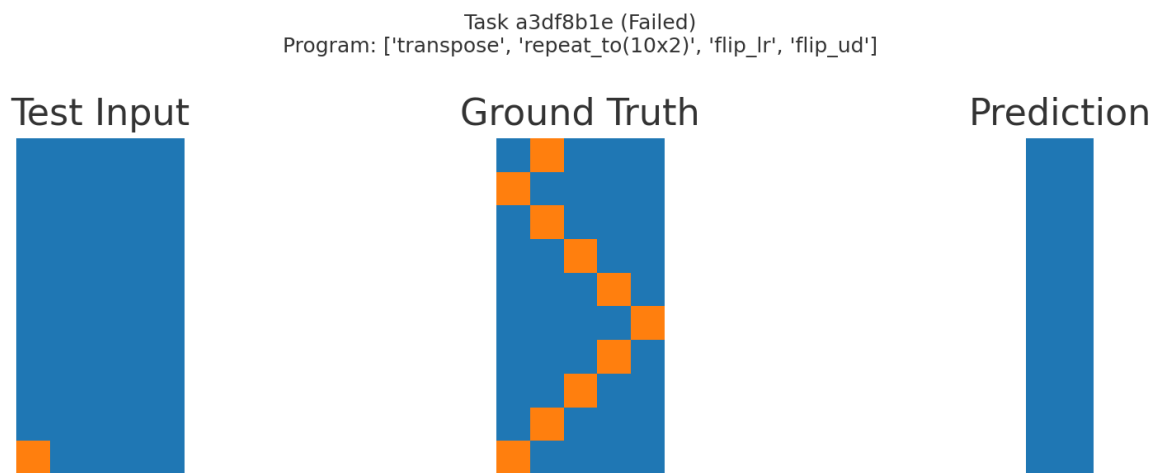 Task a3df8b1e (Failed)
Program: ['transpose', 'repeat_to(10x2)', 'flip_lr', 'flip_ud']
Test Input
Ground Truth
Prediction